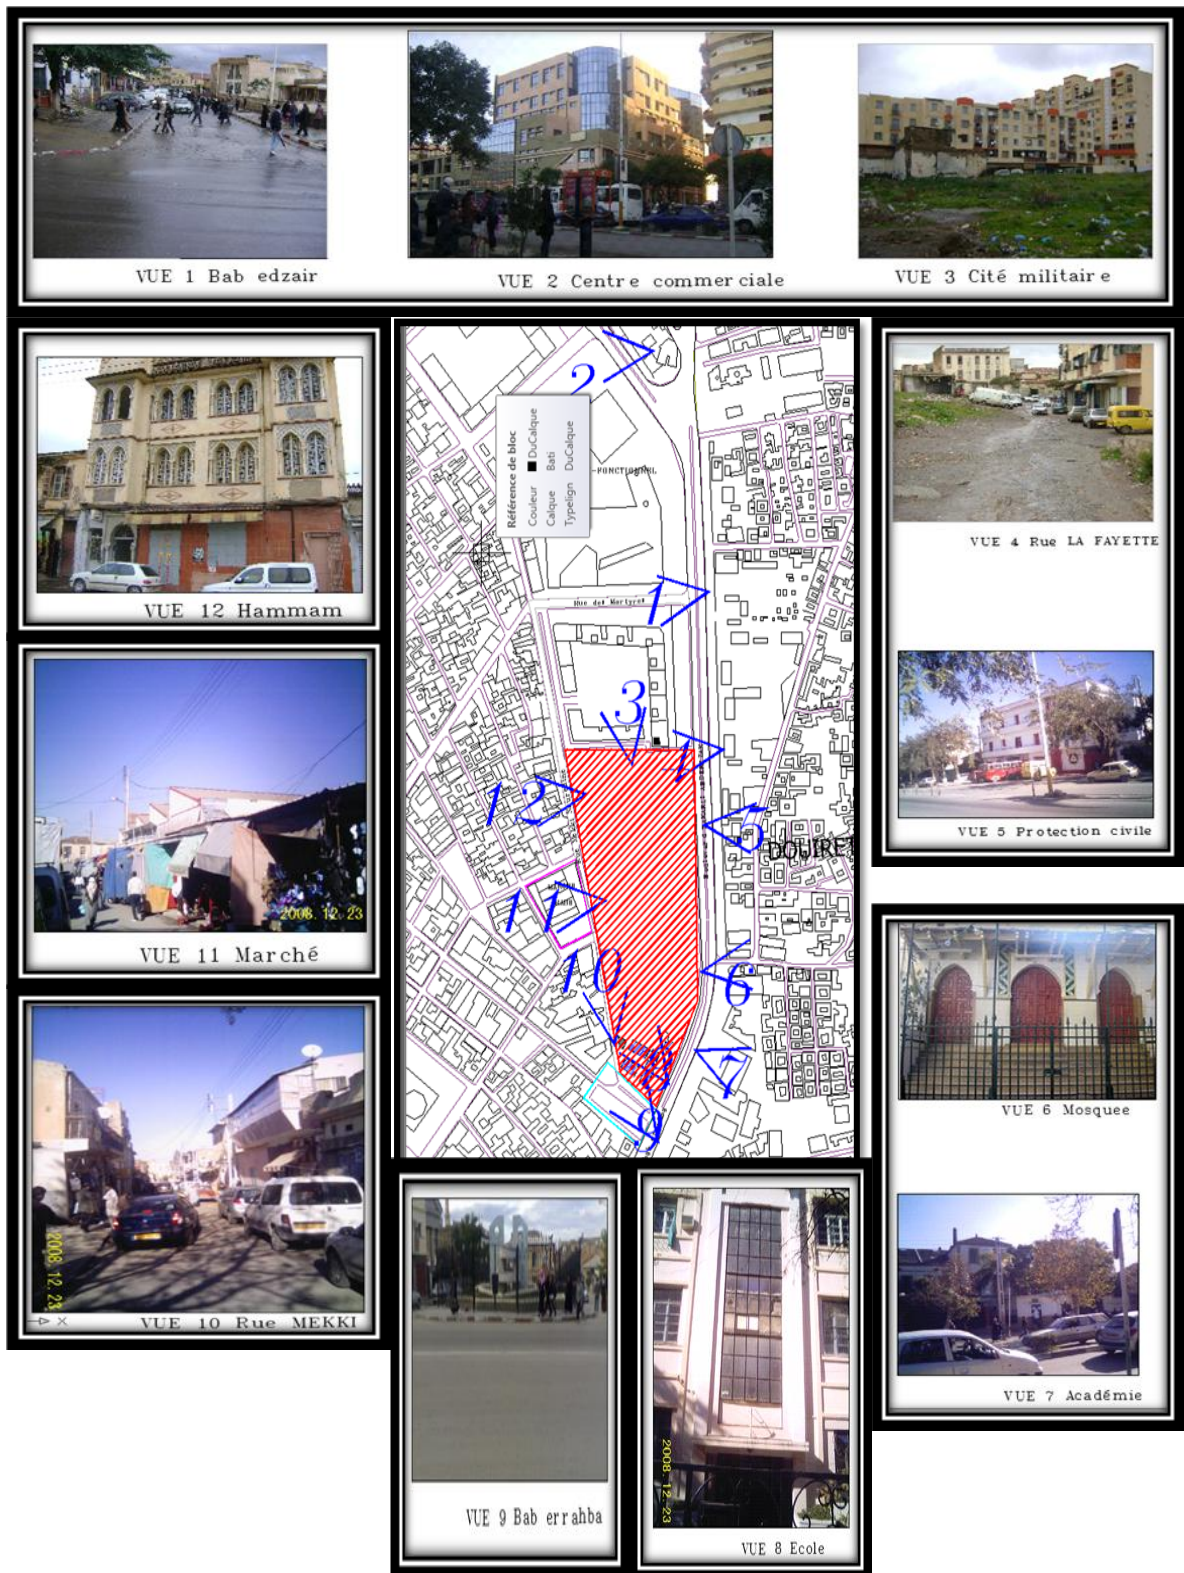 VUE 1 Bab edzair
VUE 2 Centre commerciale
VUE 3 Cité militaire
VUE 12 Hammam
2
Référence de bloc
Couleur DuCalque
Calque Bati
Typelign DuCalque
FONCTIONNEL
1
Rue des Martyrs
3
12
5
DOUIRET
11
10
6
7
9
VUE 4 Rue LA FAYETTE
VUE 5 Protection civile
2008.12.23
VUE 11 Marché
VUE 6 Mosquee
2008.12.23
VUE 10 Rue MEKKI
VUE 7 Académie
VUE 9 Bab errahba
2008.12.23
VUE 8 Ecole